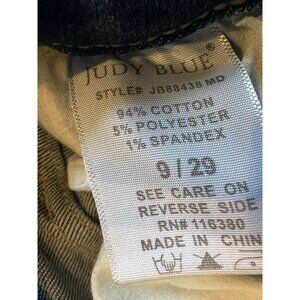 JUDY BLUE®
STYLE# JB88438 MD
94% COTTON
5% POLYESTER
1% SPANDEX
9 / 29
SEE CARE ON
REVERSE SIDE
RN# 116380
MADE IN CHIN